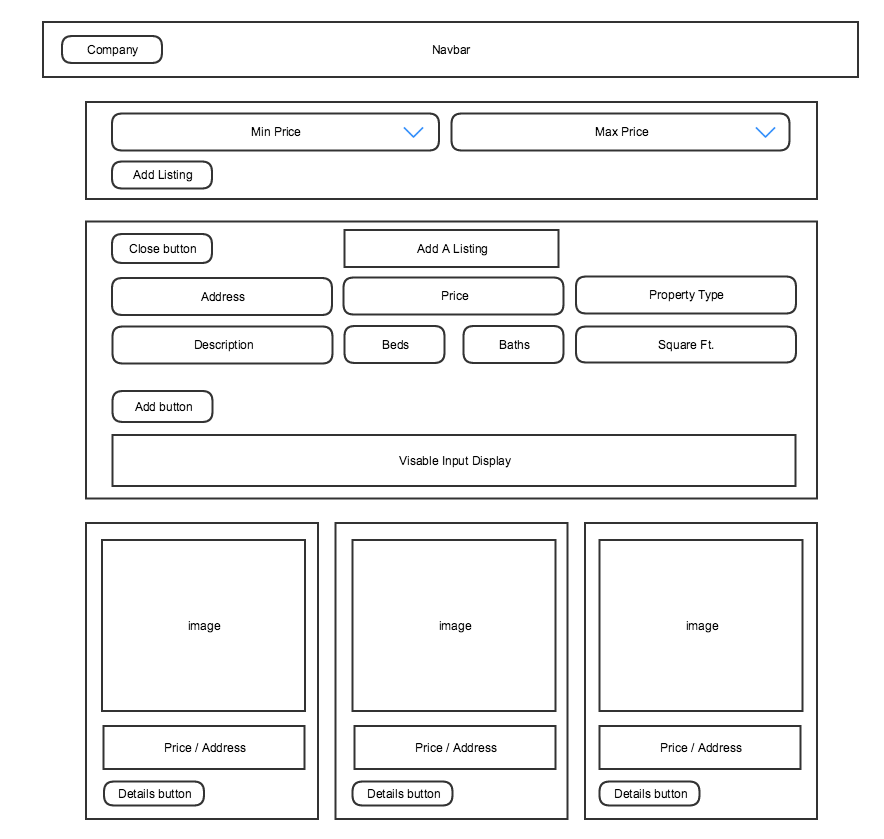 Company
Navbar
Min Price
Max Price
Add Listing
Close button
Add A Listing
Address
Price
Property Type
Description
Beds
Baths
Square Ft.
Add button
Visable Input Display
image
image
image
Price / Address
Price / Address
Price / Address
Details button
Details button
Details button